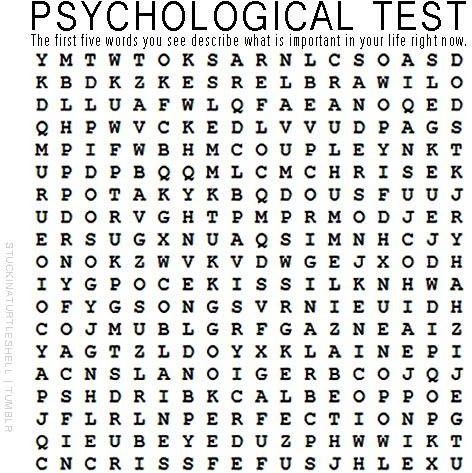 PSYCHOLOGICAL TEST
The first five words you see describe what is important in your life right now.
Y M T W T O K S A R N L C S O A S D
K B D K Z K E S R E L B R A W I L O
D L L U A F W L Q F A E A N O Q E D
Q H P W V C K E D L V V U D P A G S
M P I F W B H M C O U P L E Y N K T
U P D P B Q Q M L C M C H R I S E K
R P O T A K Y K B Q D O U S F U U J
U D O R V G H T P M P R M O D J E R
E R S U G X N U A Q S I M N H C J Y
O N O K Z W V K V D W G E J X O D H
I Y G P O C E K I S S I L K N H W A
O F Y G S O N G S V R N I E U I D H
C O J M U B L G R F G A Z N E A I Z
Y A G T Z L D O Y X K L A I N E P I
A C N S L A N O I G E R B C O J Q J
P S H D R I B K C A L B E O P P O E
J F L R L N P E R F E C T I O N P G
Q I E U B E Y E D U Z P H W W I K T
C N C R I S S F E F U S J H L E X U
STUCKINATURTLESHELL | TUMBLR